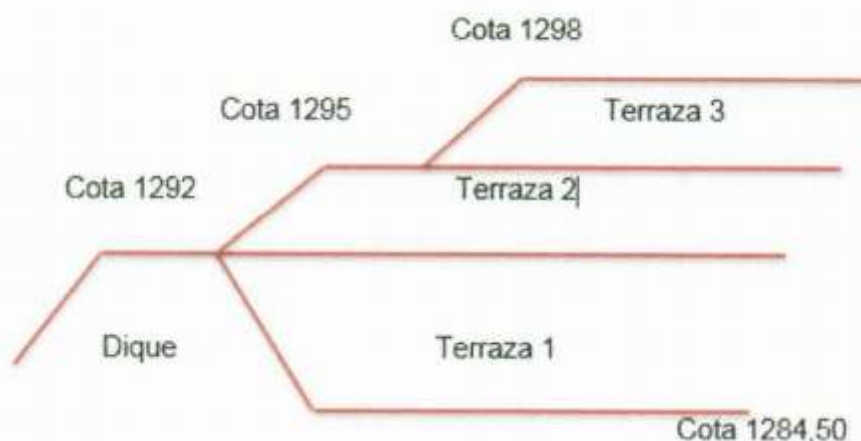 Cota 1298
Cota 1295
Terraza 3
Cota 1292
Terraza 2
Dique
Terraza 1
Cota 1284,50